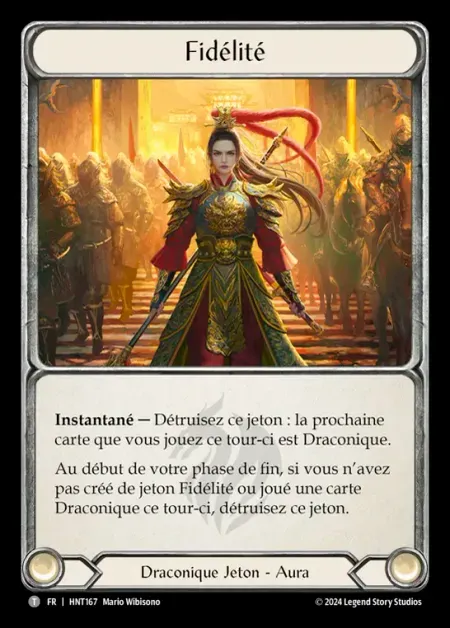 Fidélité
Instantané — Détruisez ce jeton : la prochaine
carte que vous jouez ce tour-ci est Draconique.
Au début de votre phase de fin, si vous n'avez
pas créé de jeton Fidélité ou joué une carte
Draconique ce tour-ci, détruisez ce jeton.
Draconique Jeton - Aura
T FR | HNT167 Mario Wibisono © 2024 Legend Story Studios